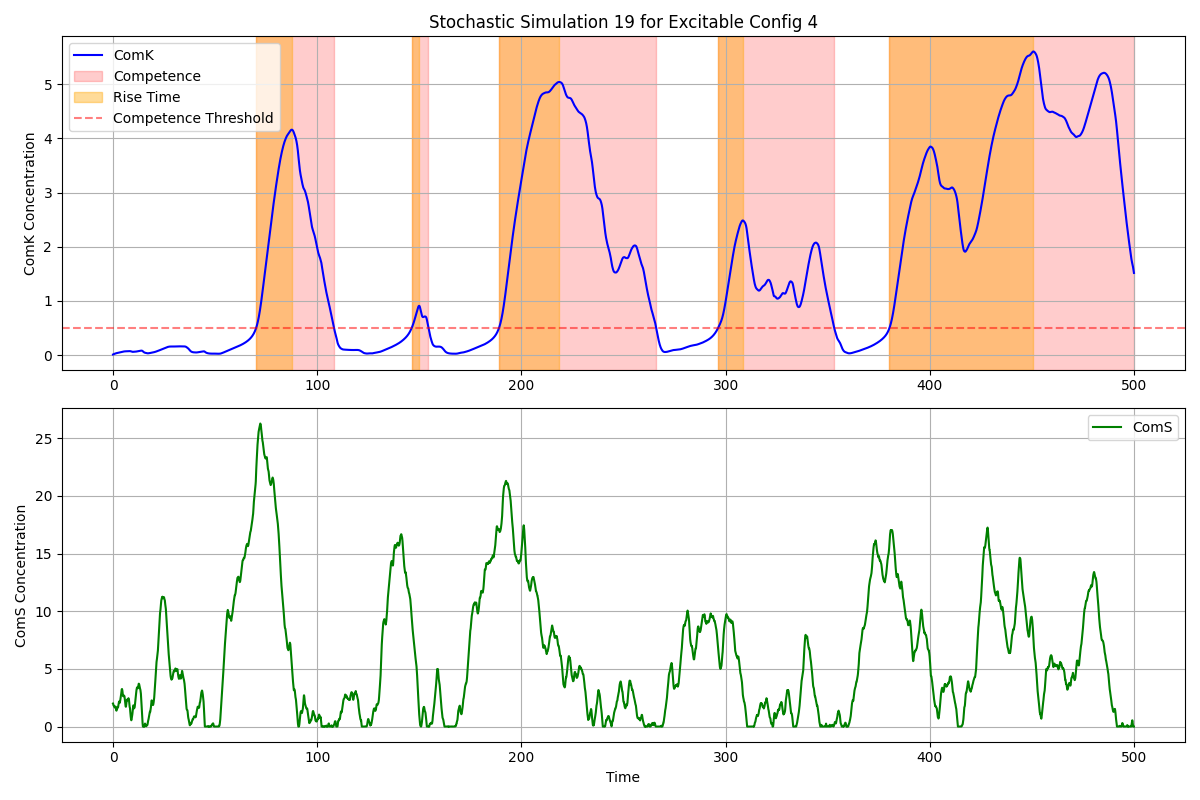 Stochastic Simulation 19 for Excitable Config 4
ComK
Competence
Rise Time
Competence Threshold
ComK Concentration
5
4
3
2
1
0
0 100 200 300 400 500
ComS
ComS Concentration
25
20
15
10
5
0
0 100 200 300 400 500
Time